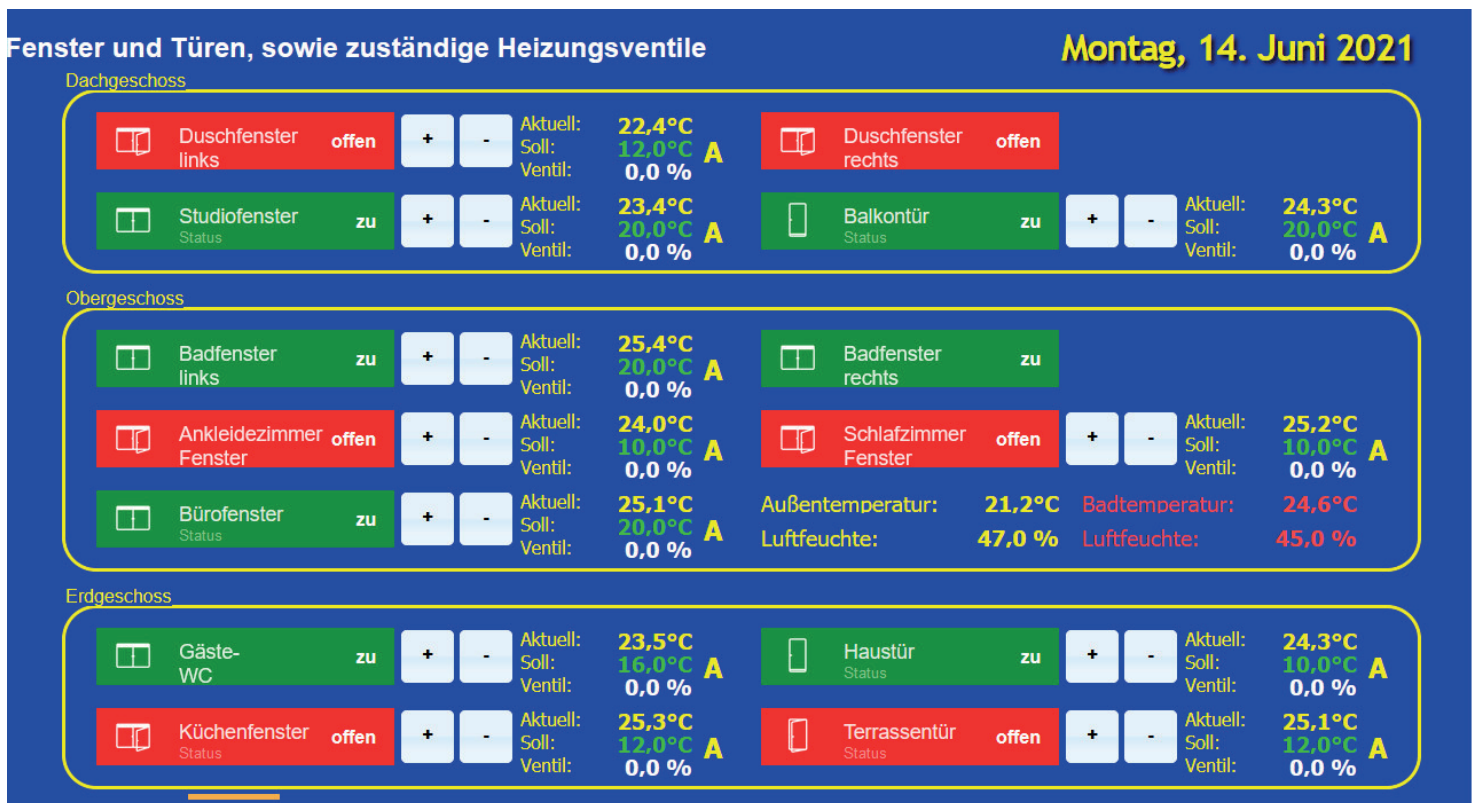 Fenster und Türen, sowie zuständige Heizungsventile
Montag, 14. Juni 2021
Dachgeschoss
Duschfenster links offen + - Aktuell: 22,4°C
Soll: 12,0°C A
Ventil: 0,0 %
Duschfenster rechts offen
Studiofenster Status zu + - Aktuell: 23,4°C
Soll: 20,0°C A
Ventil: 0,0 %
Balkontür Status zu + - Aktuell: 24,3°C
Soll: 20,0°C A
Ventil: 0,0 %
Obergeschoss
Badfenster links zu + - Aktuell: 25,4°C
Soll: 20,0°C A
Ventil: 0,0 %
Badfenster rechts zu
Ankleidezimmer Fenster offen + - Aktuell: 24,0°C
Soll: 10,0°C A
Ventil: 0,0 %
Schlafzimmer Fenster offen + - Aktuell: 25,2°C
Soll: 10,0°C A
Ventil: 0,0 %
Bürofenster Status zu + - Aktuell: 25,1°C
Soll: 20,0°C A
Ventil: 0,0 %
Außentemperatur: 21,2°C Badtemperatur: 24,6°C
Luftfeuchte: 47,0 % Luftfeuchte: 45,0 %
Erdgeschoss
Gäste-WC zu + - Aktuell: 23,5°C
Soll: 16,0°C A
Ventil: 0,0 %
Haustür Status zu + - Aktuell: 24,3°C
Soll: 10,0°C A
Ventil: 0,0 %
Küchenfenster Status offen + - Aktuell: 25,3°C
Soll: 12,0°C A
Ventil: 0,0 %
Terrassentür Status offen + - Aktuell: 25,1°C
Soll: 12,0°C A
Ventil: 0,0 %